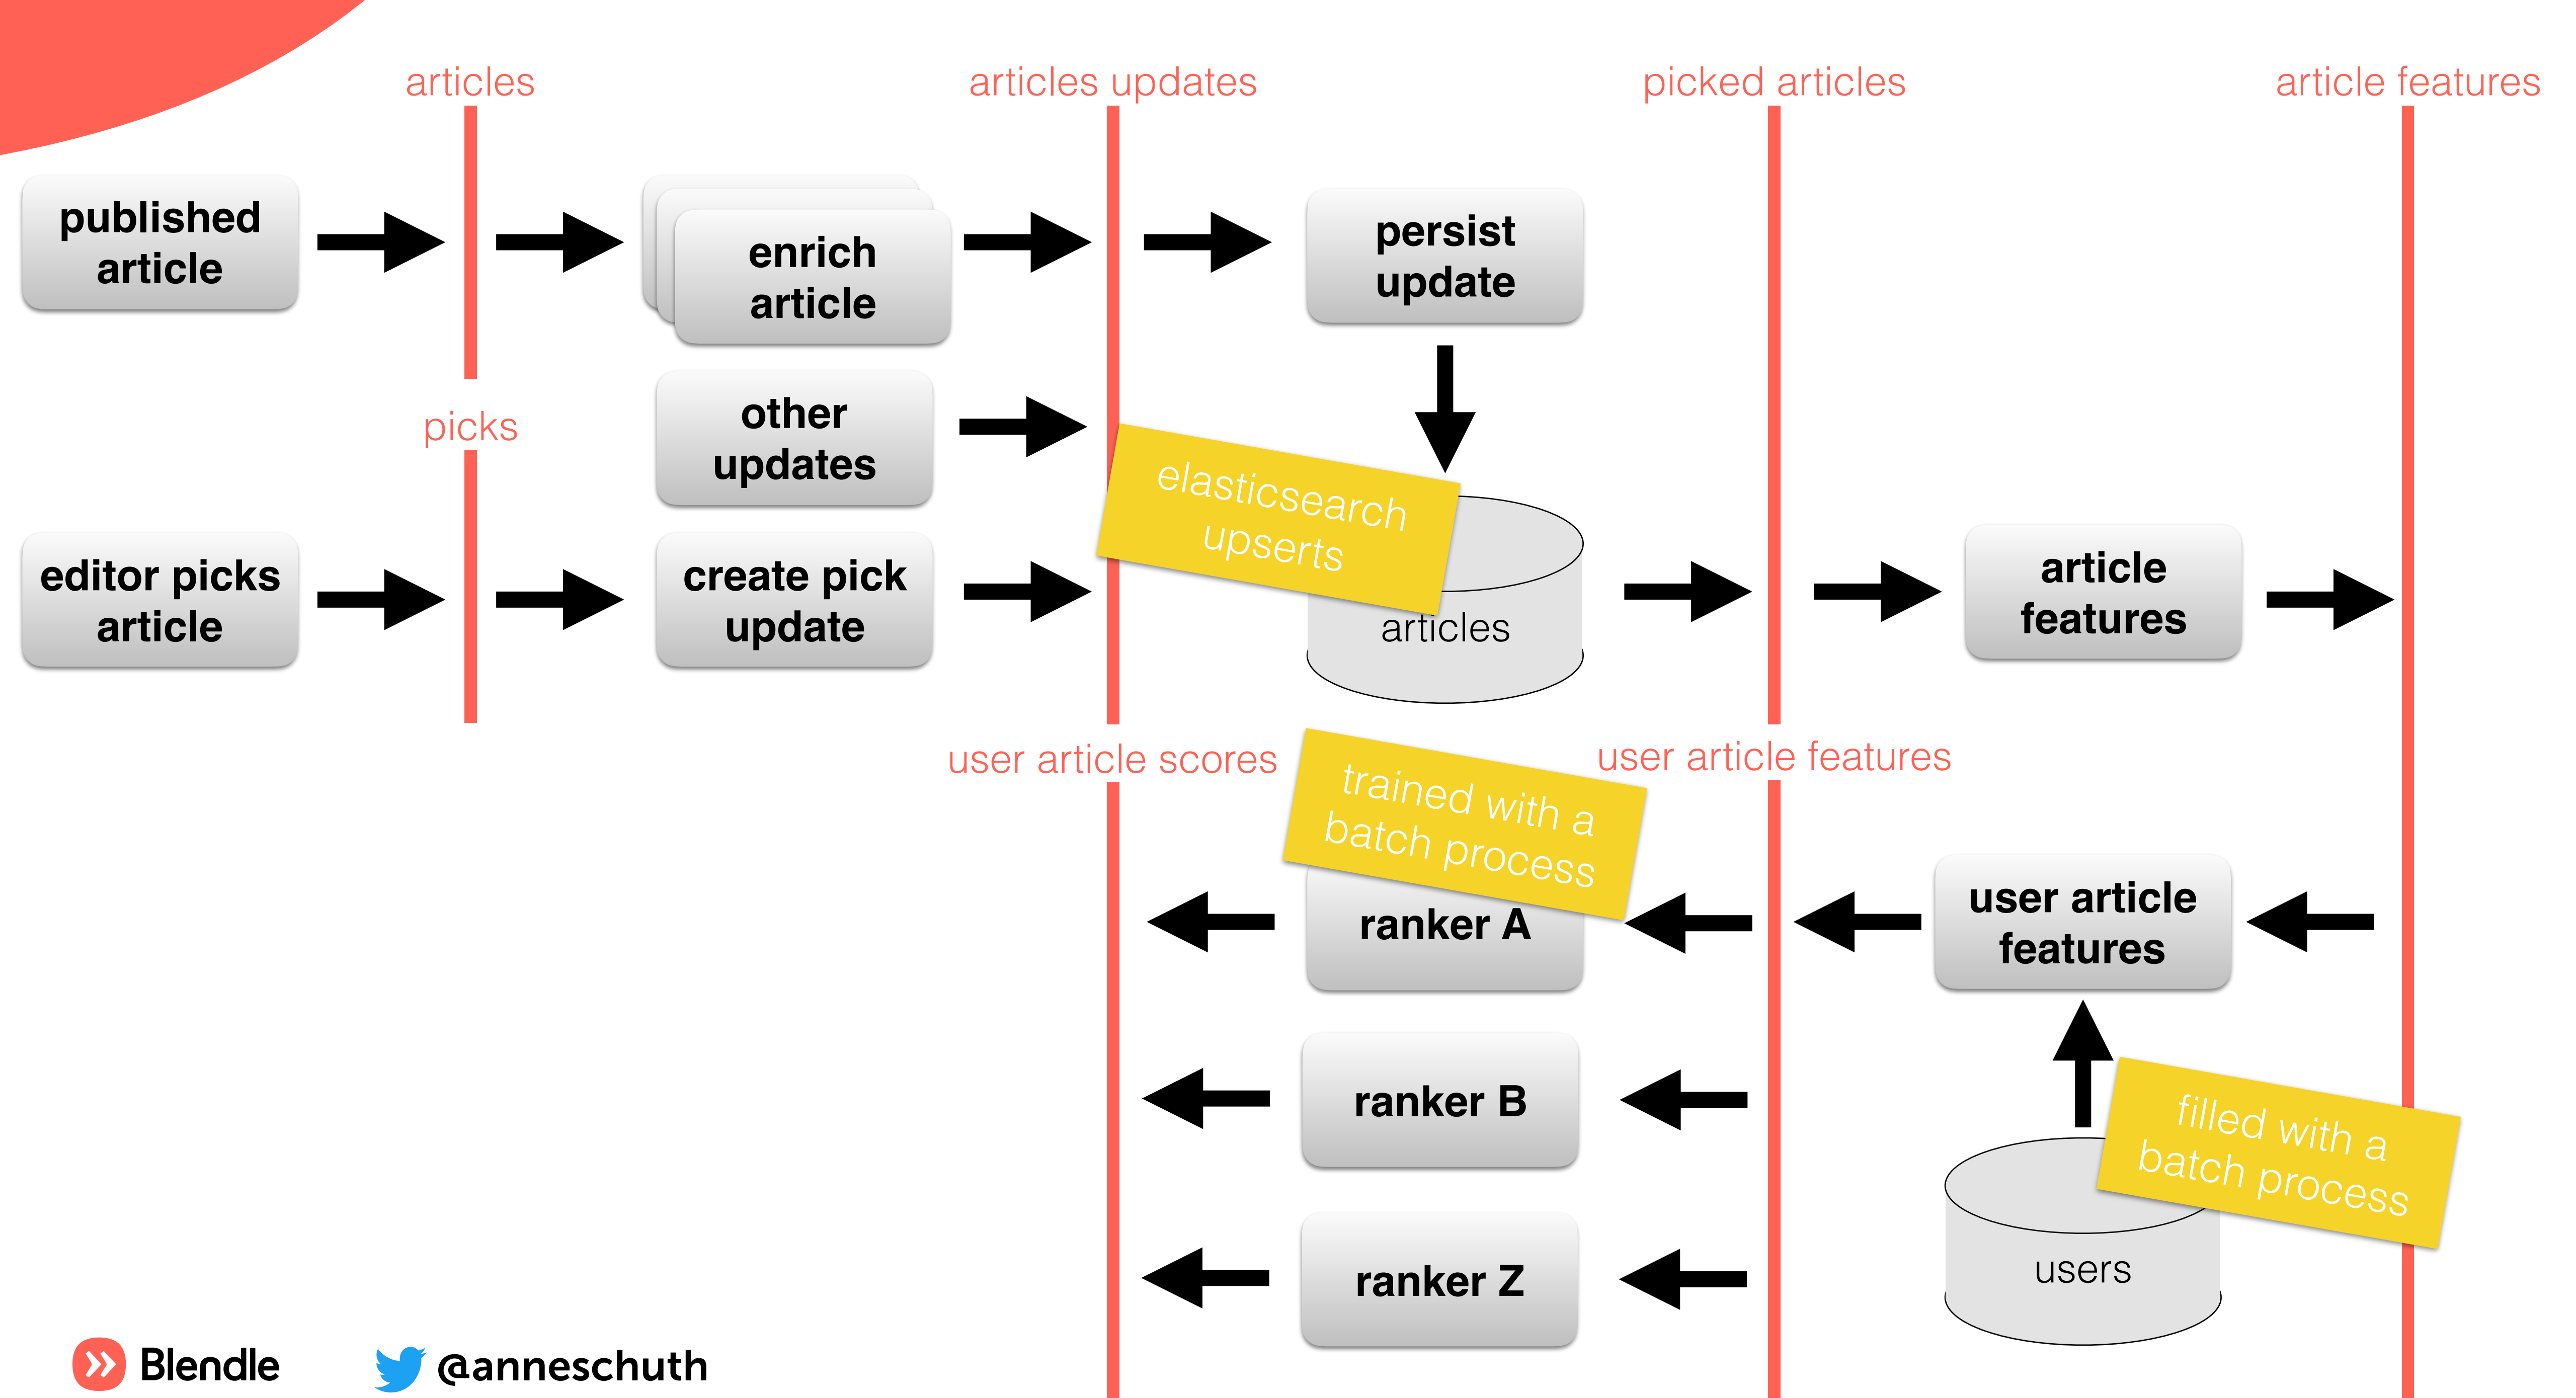 articles
articles updates
picked articles
article features
published
article
enrich
article
persist
update
other
updates
picks
elasticsearch
upserts
editor picks
article
create pick
update
articles
article
features
user article scores
user article features
trained with a
batch process
ranker A
user article
features
ranker B
filled with a
batch process
ranker Z
users
Blendle
@anneschuth